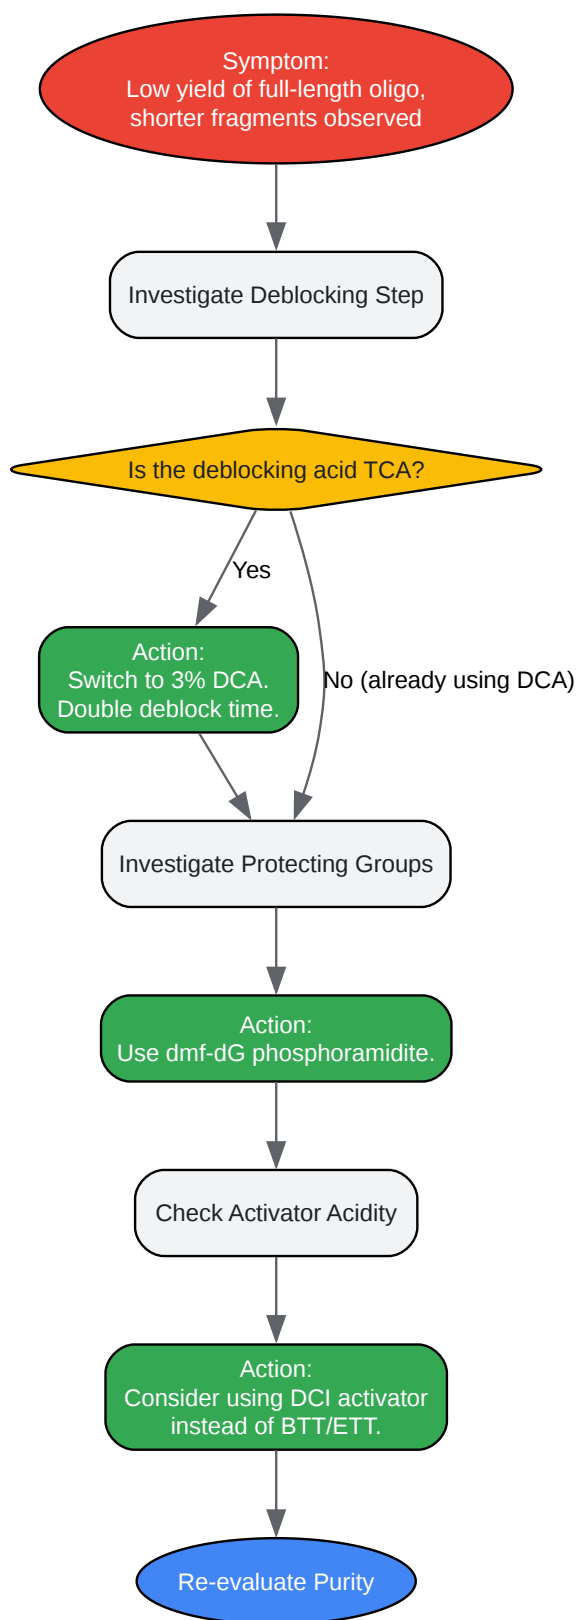 Symptom:
Low yield of full-length oligo,
shorter fragments observed
Investigate Deblocking Step
Is the deblocking acid TCA?
Yes
Action:
Switch to 3% DCA.
Double deblock time.
No (already using DCA)
Investigate Protecting Groups
Action:
Use dmf-dG phosphoramidite.
Check Activator Acidity
Action:
Consider using DCI activator
instead of BTT/ETT.
Re-evaluate Purity